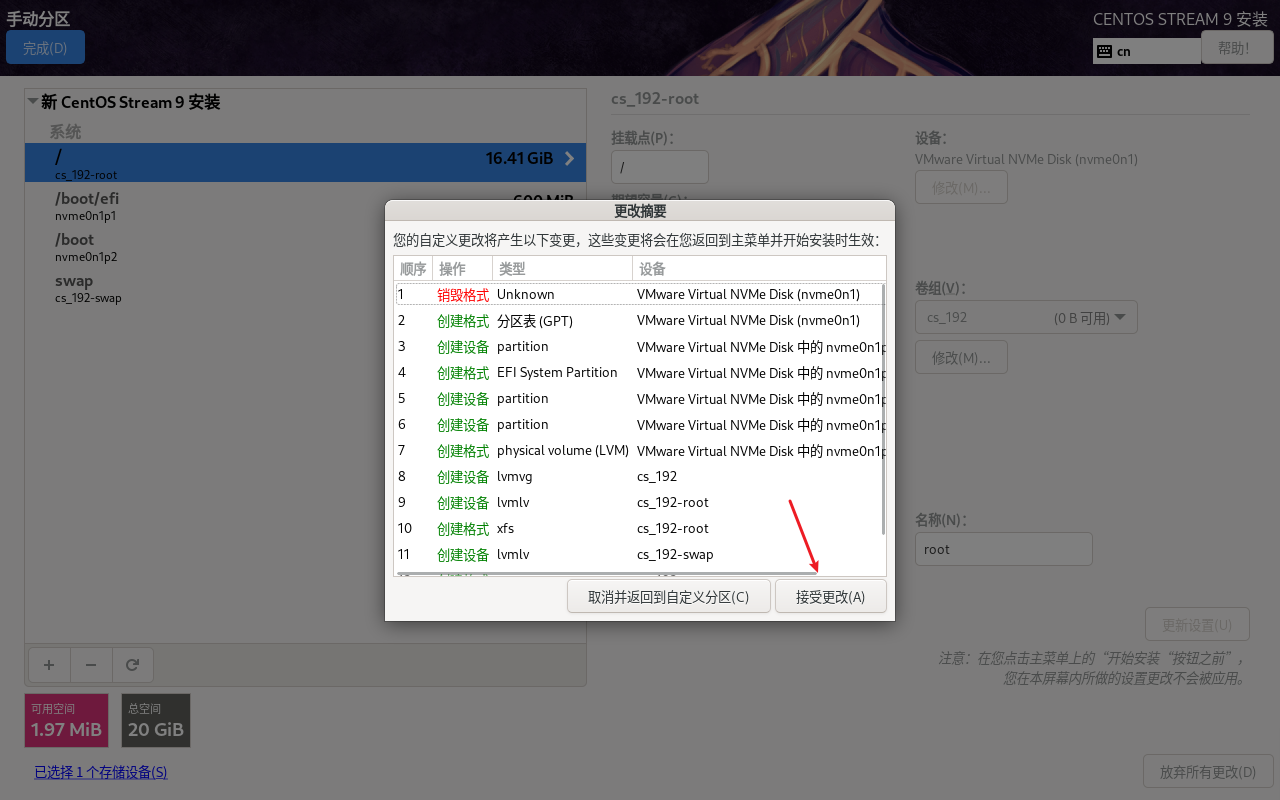 手动分区
CENTOS STREAM 9 安装
完成(D)
cn
帮助!
新 CentOS Stream 9 安装
系统
/
16.41 GiB
cs_192-root
/boot/efi
600 MiB
nvme0n1p1
/boot
nvme0n1p2
swap
cs_192-swap
cs_192-root
挂载点(P):
/
期望容量(C):
设备:
VMware Virtual NVMe Disk (nvme0n1)
修改(M)...
卷组(V):
cs_192 (0 B 可用)
修改(M)...
名称(N):
root
更新设置(U)
注意:在您点击主菜单上的“开始安装“按钮之前”,
您在本屏幕内所做的设置更改不会被应用。
更改摘要
您的自定义更改将产生以下变更,这些变更将会在您返回到主菜单并开始安装时生效:
顺序 操作 类型 设备
1 销毁格式 Unknown VMware Virtual NVMe Disk (nvme0n1)
2 创建格式 分区表 (GPT) VMware Virtual NVMe Disk (nvme0n1)
3 创建设备 partition VMware Virtual NVMe Disk 中的 nvme0n1p
4 创建格式 EFI System Partition VMware Virtual NVMe Disk 中的 nvme0n1p
5 创建设备 partition VMware Virtual NVMe Disk 中的 nvme0n1p
6 创建设备 partition VMware Virtual NVMe Disk 中的 nvme0n1p
7 创建格式 physical volume (LVM) VMware Virtual NVMe Disk 中的 nvme0n1p
8 创建设备 lvmvg cs_192
9 创建设备 lvmlv cs_192-root
10 创建格式 xfs cs_192-root
11 创建设备 lvmlv cs_192-swap
取消并返回到自定义分区(C)
接受更改(A)
可用空间
1.97 MiB
总空间
20 GiB
已选择 1 个存储设备(S)
放弃所有更改(D)